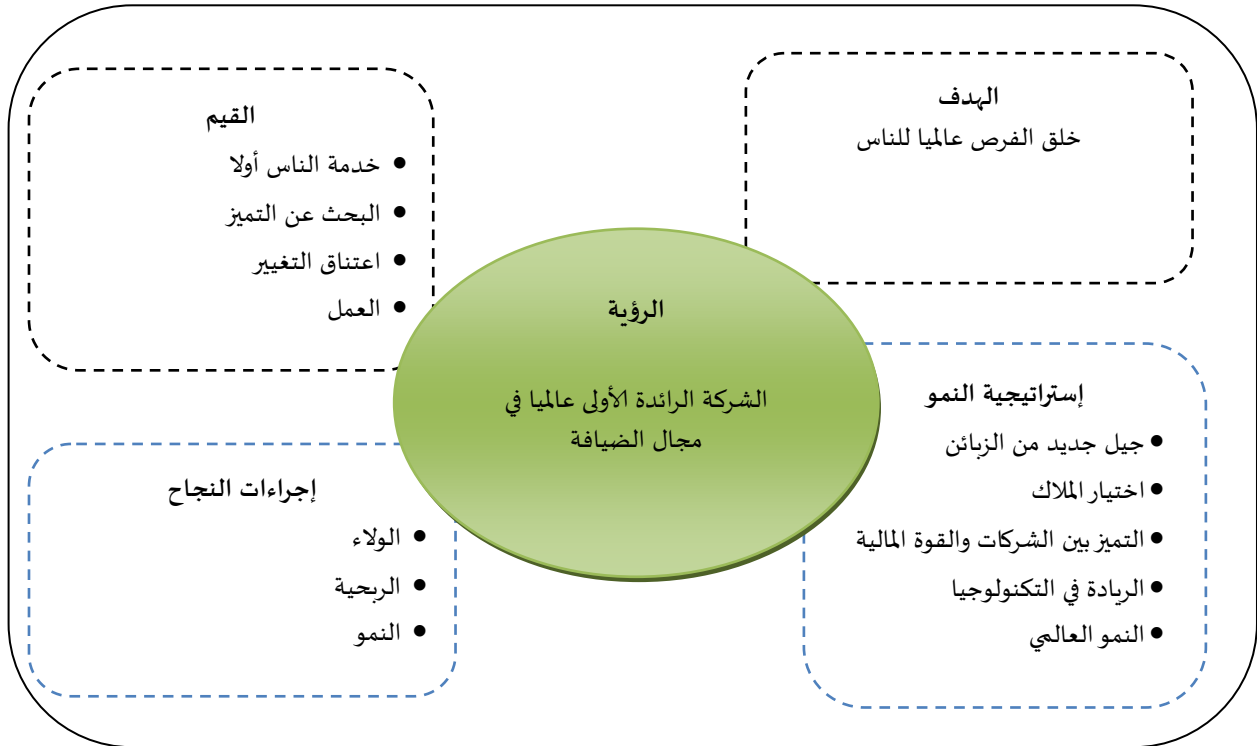 الهدف
خلق الفرص عالميا للناس
القيم
● خدمة الناس أولا
● البحث عن التميز
● اعتناق التغيير
● العمل
الرؤية
الشركة الرائدة الأولى عالميا في
مجال الضيافة
إستراتيجية النمو
● جيل جديد من الزبائن
● اختيار الملاك
● التميز بين الشركات والقوة المالية
● الريادة في التكنولوجيا
● النمو العالمي
إجراءات النجاح
● الولاء
● الربحية
● النمو